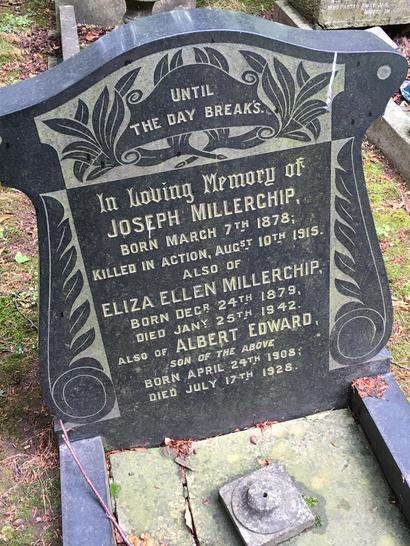 UNTIL
THE DAY BREAK'S.
In Loving Memory of
JOSEPH MILLERCHIP,
BORN MARCH 7TH 1878;
KILLED IN ACTION, AUGST 10TH 1915.
ALSO OF
ELIZA ELLEN MILLERCHIP,
BORN DECR 24TH 1879,
DIED JANY 25TH 1942.
ALSO OF ALBERT EDWARD,
SON OF THE ABOVE
BORN APRIL 24TH 1908;
DIED JULY 17TH 1928.